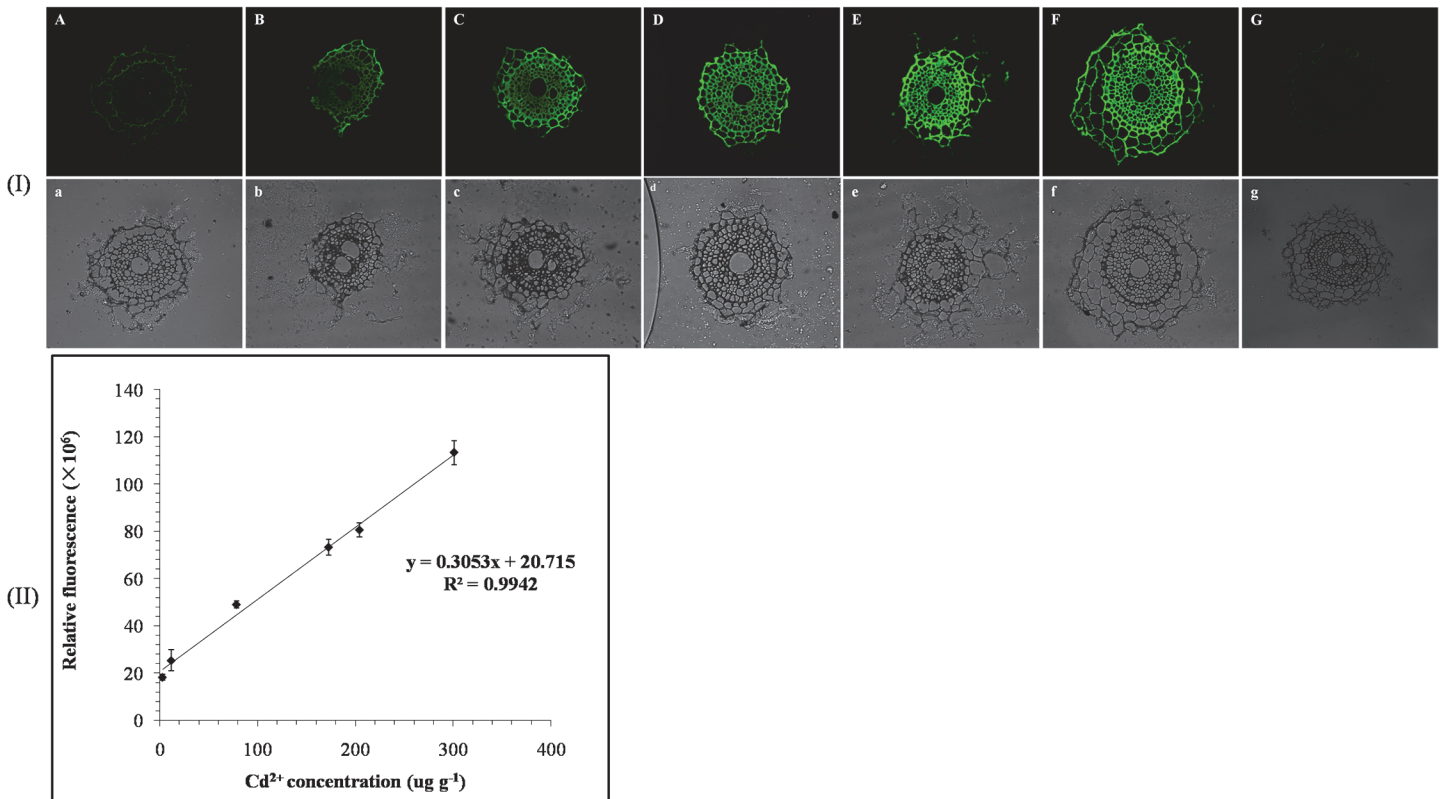 A B C D E F G
(I)
a b c d e f g
140
120
100
80
60
40
20
0
Relative fluorescence (×10⁶)
y = 0.3053x + 20.715
R² = 0.9942
(II)
0 100 200 300 400
Cd²⁺ concentration (ug g⁻¹)